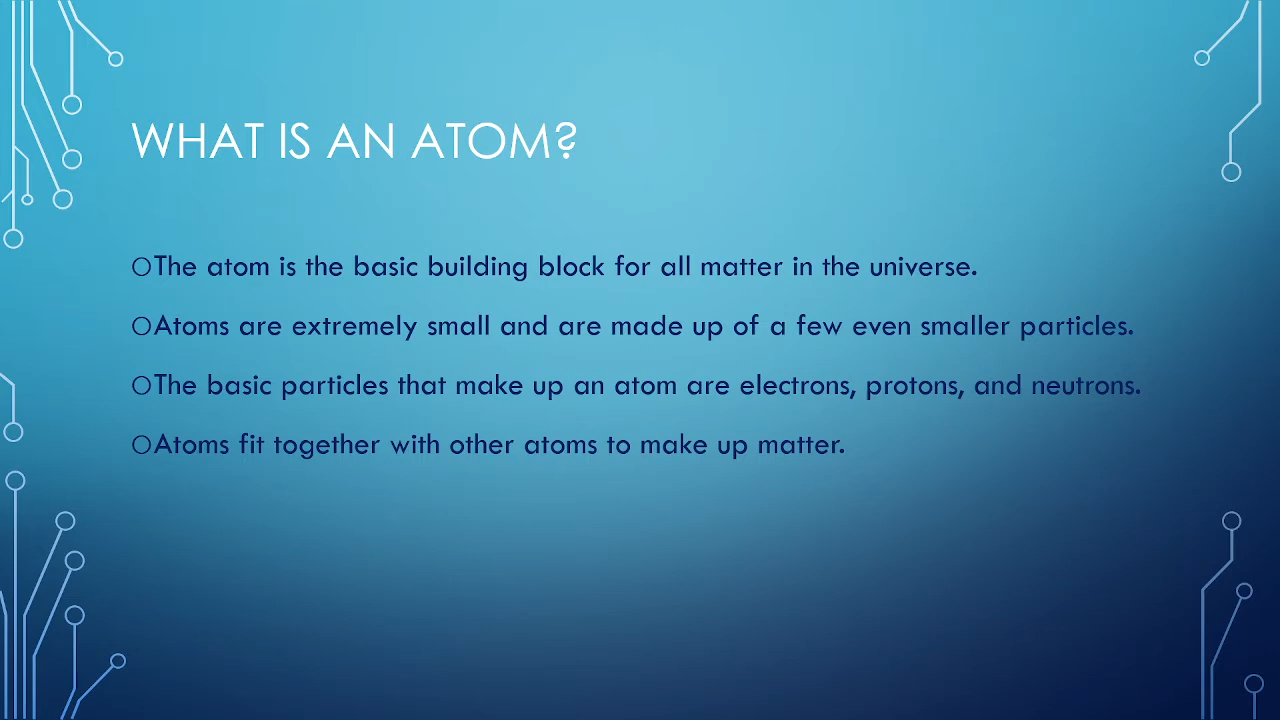 WHAT IS AN ATOM?
The atom is the basic building block for all matter in the universe.
Atoms are extremely small and are made up of a few even smaller particles.
The basic particles that make up an atom are electrons, protons, and neutrons.
Atoms fit together with other atoms to make up matter.